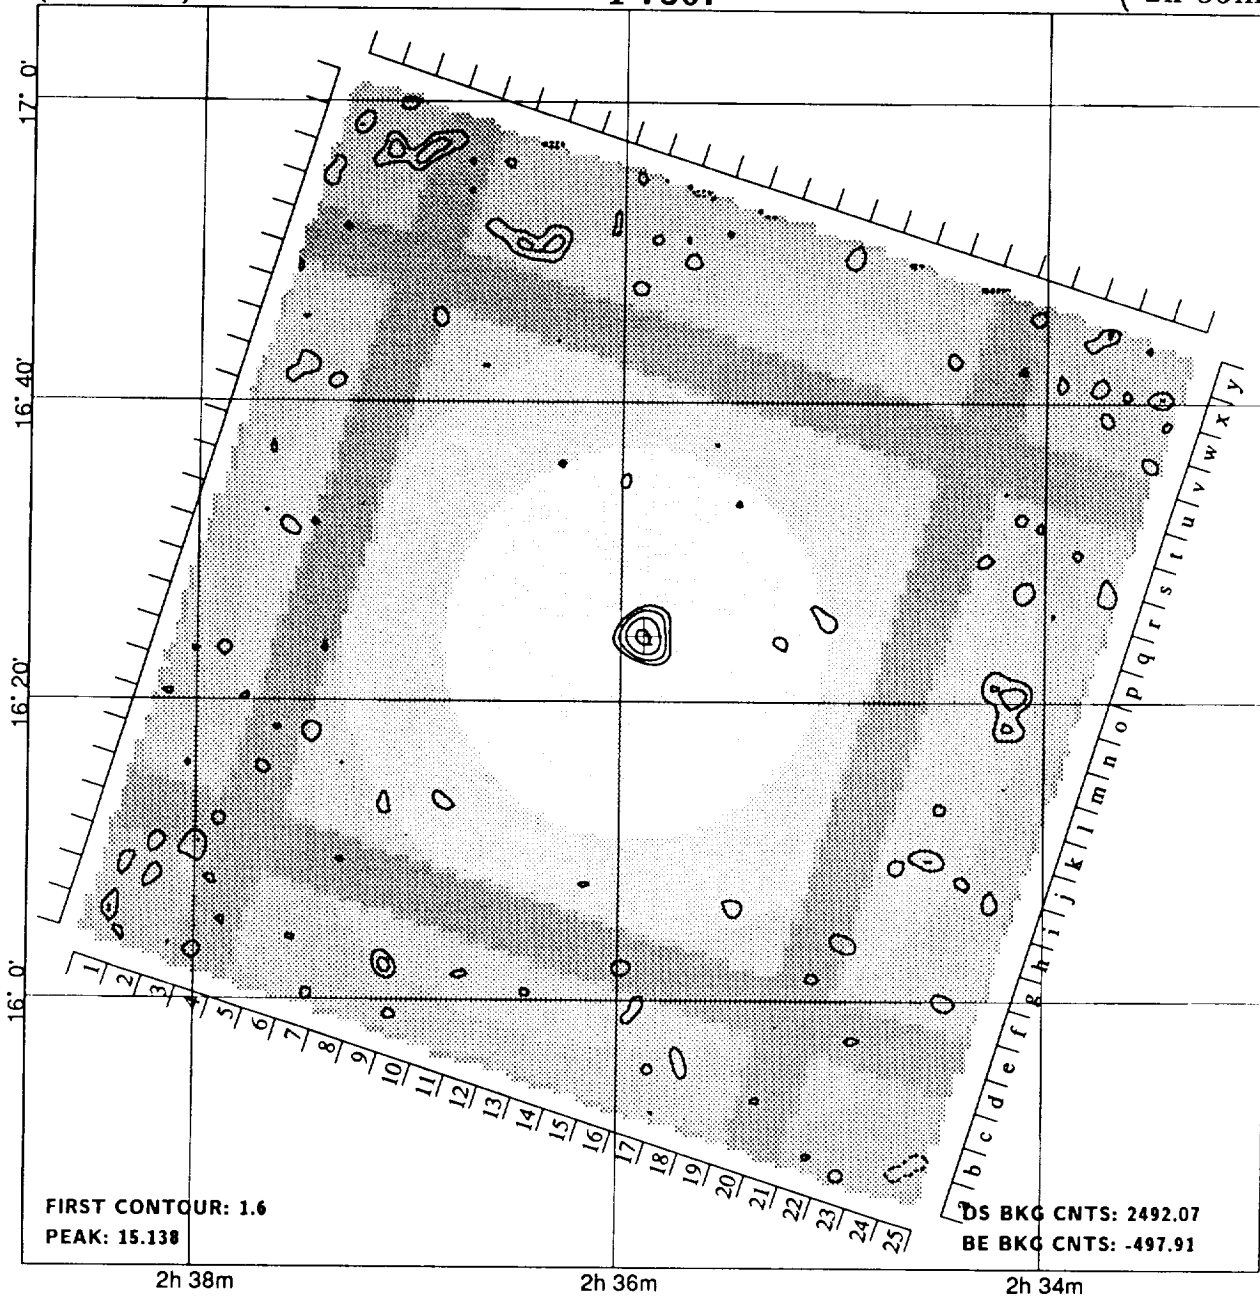 17° 0'
16° 40'
16° 20'
16° 0'
y
x
w
v
u
t
s
r
q
p
o
n
m
l
k
j
i
h
g
f
e
d
c
b
a
1 2 3 4 5 6 7 8 9 10 11 12 13 14 15 16 17 18 19 20 21 22 23 24 25
FIRST CONTOUR: 1.6
PEAK: 15.138
DS BKG CNTS: 2492.07
BE BKG CNTS: -497.91
2h 38m
2h 36m
2h 34m